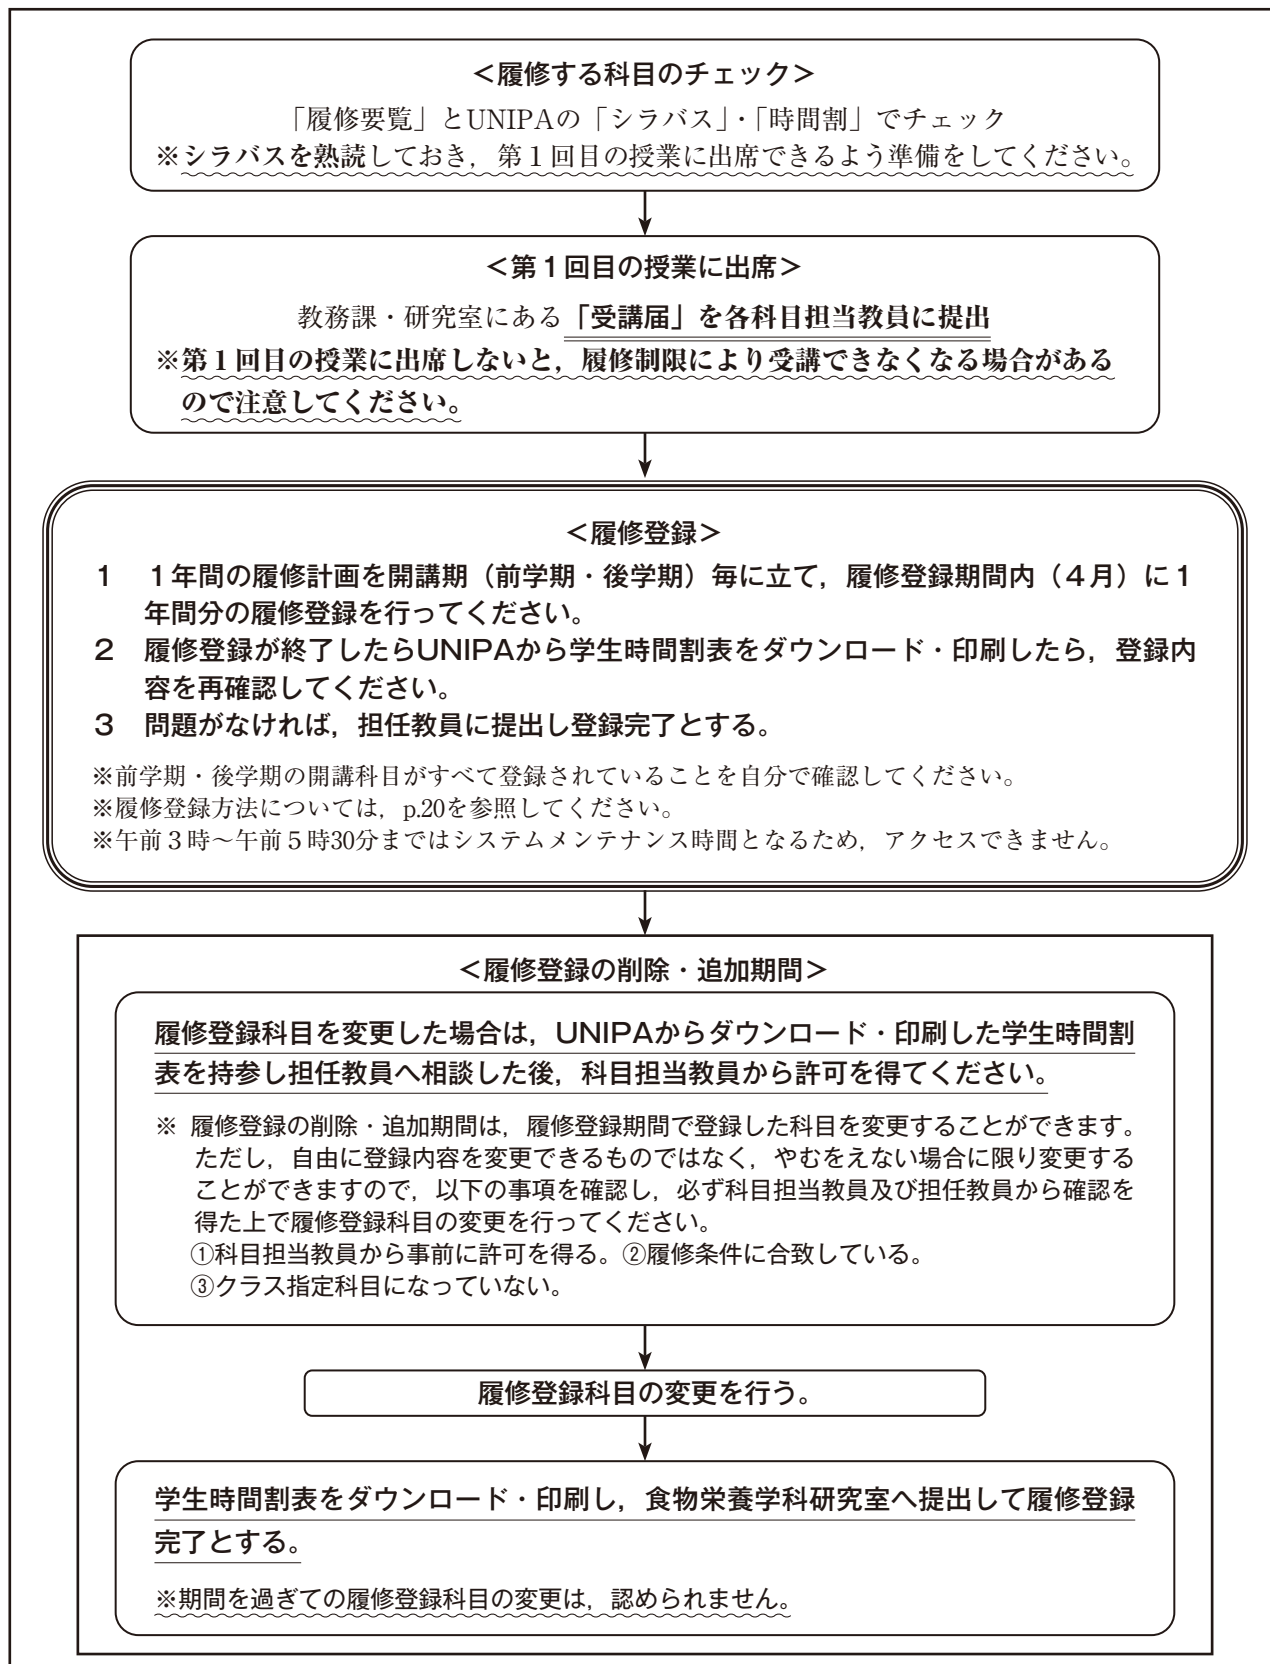 ＜履修する科目のチェック＞
「履修要覧」とUNIPAの「シラバス」・「時間割」でチェック
※シラバスを熟読しておき，第１回目の授業に出席できるよう準備をしてください。
＜第１回目の授業に出席＞
教務課・研究室にある「受講届」を各科目担当教員に提出
※第１回目の授業に出席しないと，履修制限により受講できなくなる場合がある
ので注意してください。
＜履修登録＞
１　１年間の履修計画を開講期（前学期・後学期）毎に立て，履修登録期間内（４月）に１
年間分の履修登録を行ってください。
２　履修登録が終了したらUNIPAから学生時間割表をダウンロード・印刷したら，登録内
容を再確認してください。
３　問題がなければ，担任教員に提出し登録完了とする。
※前学期・後学期の開講科目がすべて登録されていることを自分で確認してください。
※履修登録方法については，p.20を参照してください。
※午前３時～午前５時30分まではシステムメンテナンス時間となるため，アクセスできません。
＜履修登録の削除・追加期間＞
履修登録科目を変更した場合は，UNIPAからダウンロード・印刷した学生時間割
表を持参し担任教員へ相談した後，科目担当教員から許可を得てください。
※ 履修登録の削除・追加期間は，履修登録期間で登録した科目を変更することができます。
ただし，自由に登録内容を変更できるものではなく，やむをえない場合に限り変更する
ことができますので，以下の事項を確認し，必ず科目担当教員及び担任教員から確認を
得た上で履修登録科目の変更を行ってください。
①科目担当教員から事前に許可を得る。②履修条件に合致している。
③クラス指定科目になっていない。
履修登録科目の変更を行う。
学生時間割表をダウンロード・印刷し，食物栄養学科研究室へ提出して履修登録
完了とする。
※期間を過ぎての履修登録科目の変更は，認められません。